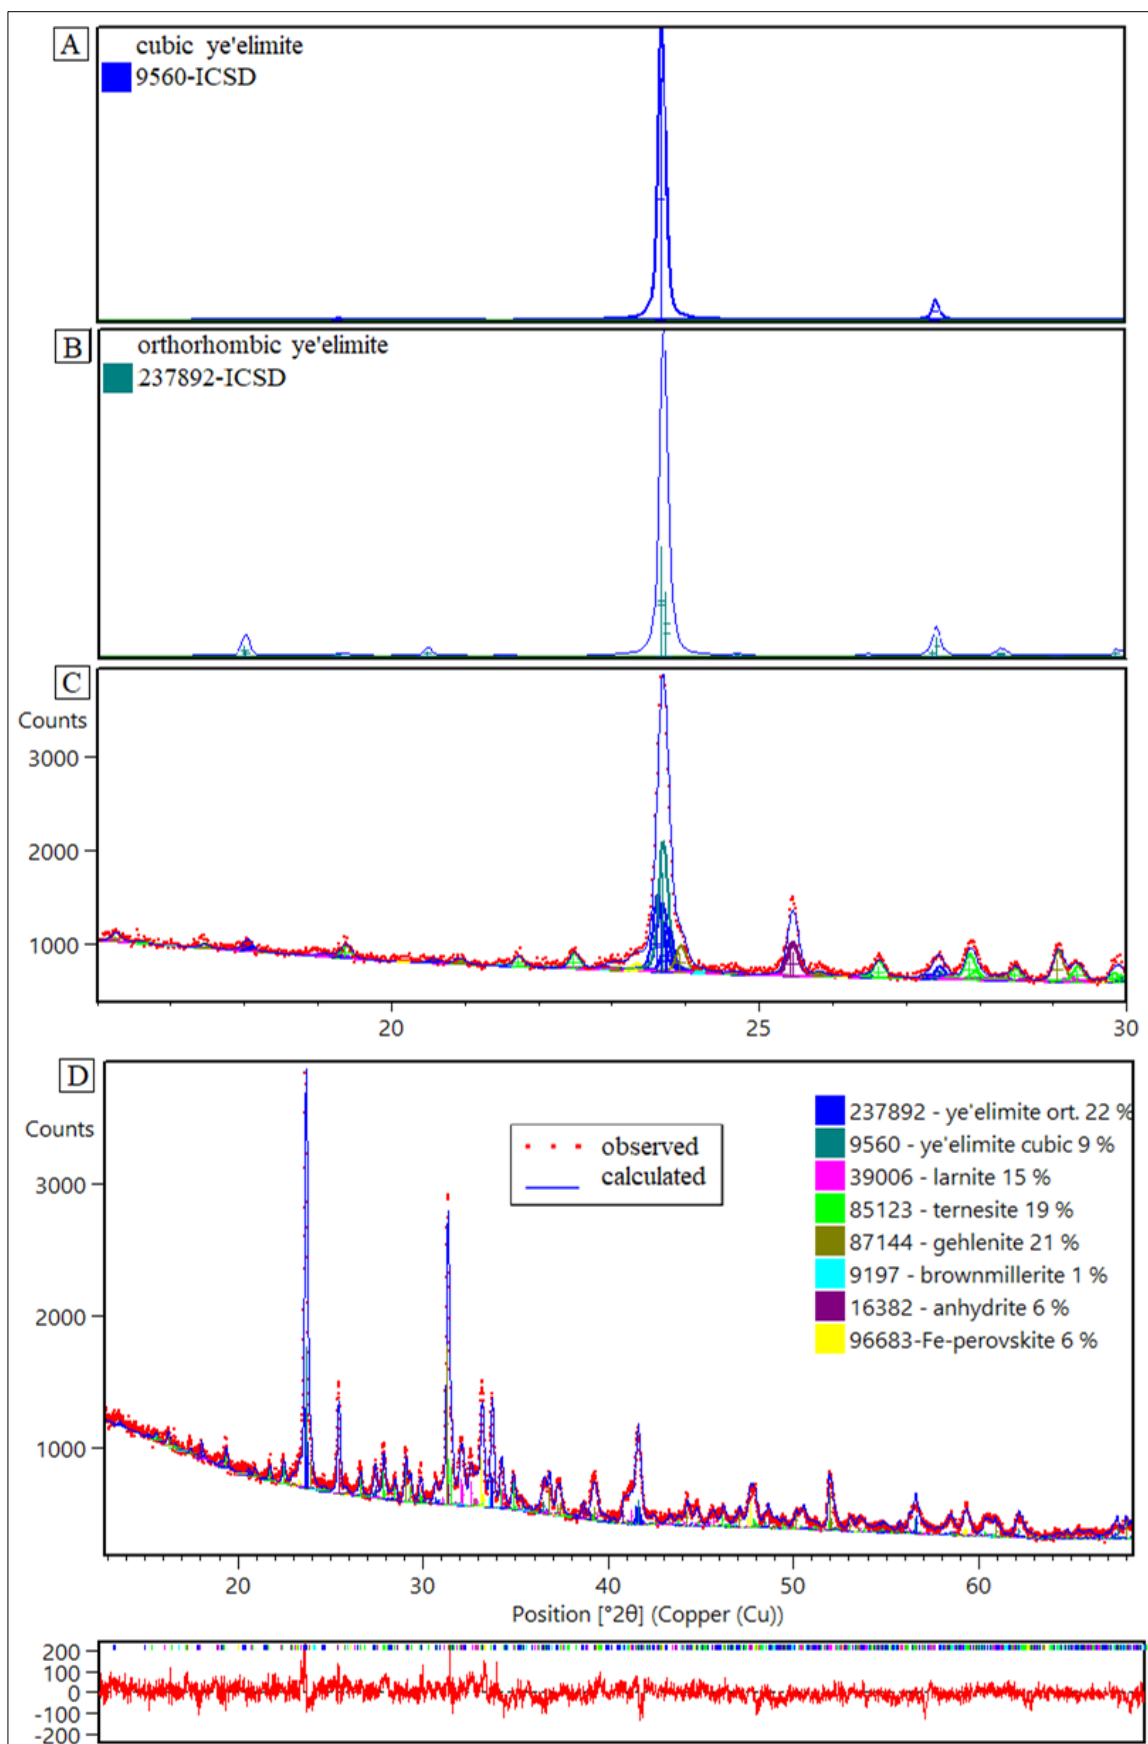 A
cubic ye'elimite
9560-ICSD
B
orthorhombic ye'elimite
237892-ICSD
C
Counts
3000
2000
1000
20 25 30
D
Counts
3000
2000
1000
observed
calculated
237892 - ye'elimite ort. 22 %
9560 - ye'elimite cubic 9 %
39006 - larnite 15 %
85123 - ternesite 19 %
87144 - gehlenite 21 %
9197 - brownmillerite 1 %
16382 - anhydrite 6 %
96683-Fe-perovskite 6 %
20 30 40 50 60
Position [°2θ] (Copper (Cu))
200
100
0
-100
-200